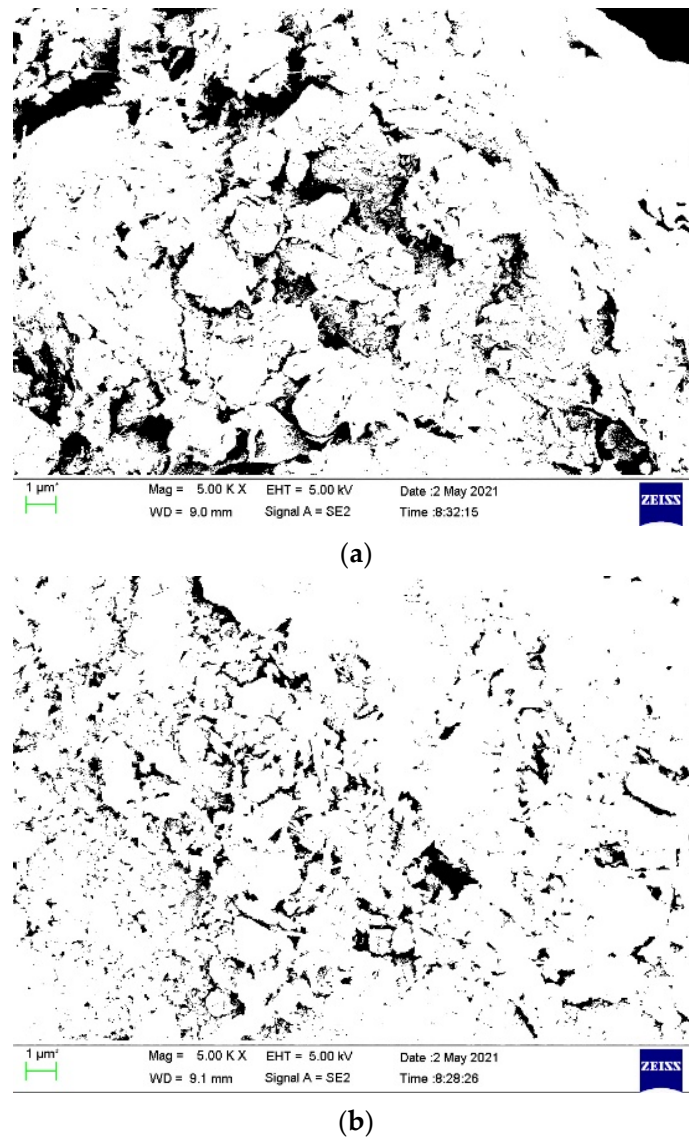 1 µm
Mag = 5.00 K X EHT = 5.00 kV Date :2 May 2021
WD = 9.0 mm Signal A = SE2 Time :8:32:15
ZEISS
(a)
1 µm
Mag = 5.00 K X EHT = 5.00 kV Date :2 May 2021
WD = 9.1 mm Signal A = SE2 Time :8:28:26
ZEISS
(b)